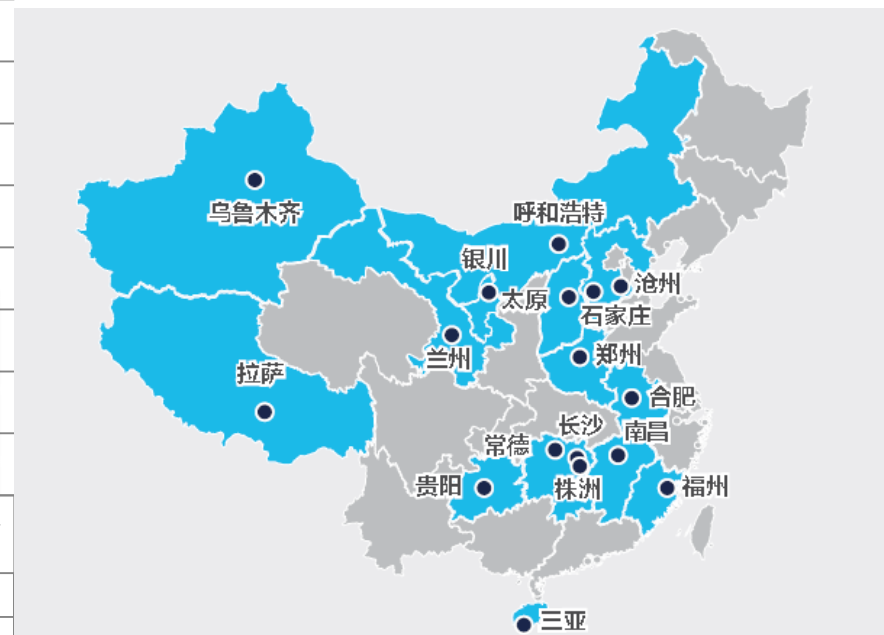 乌鲁木齐
呼和浩特
银川
太原
沧州
石家庄
兰州
郑州
拉萨
合肥
长沙
南昌
常德
贵阳
株洲
福州
三亚